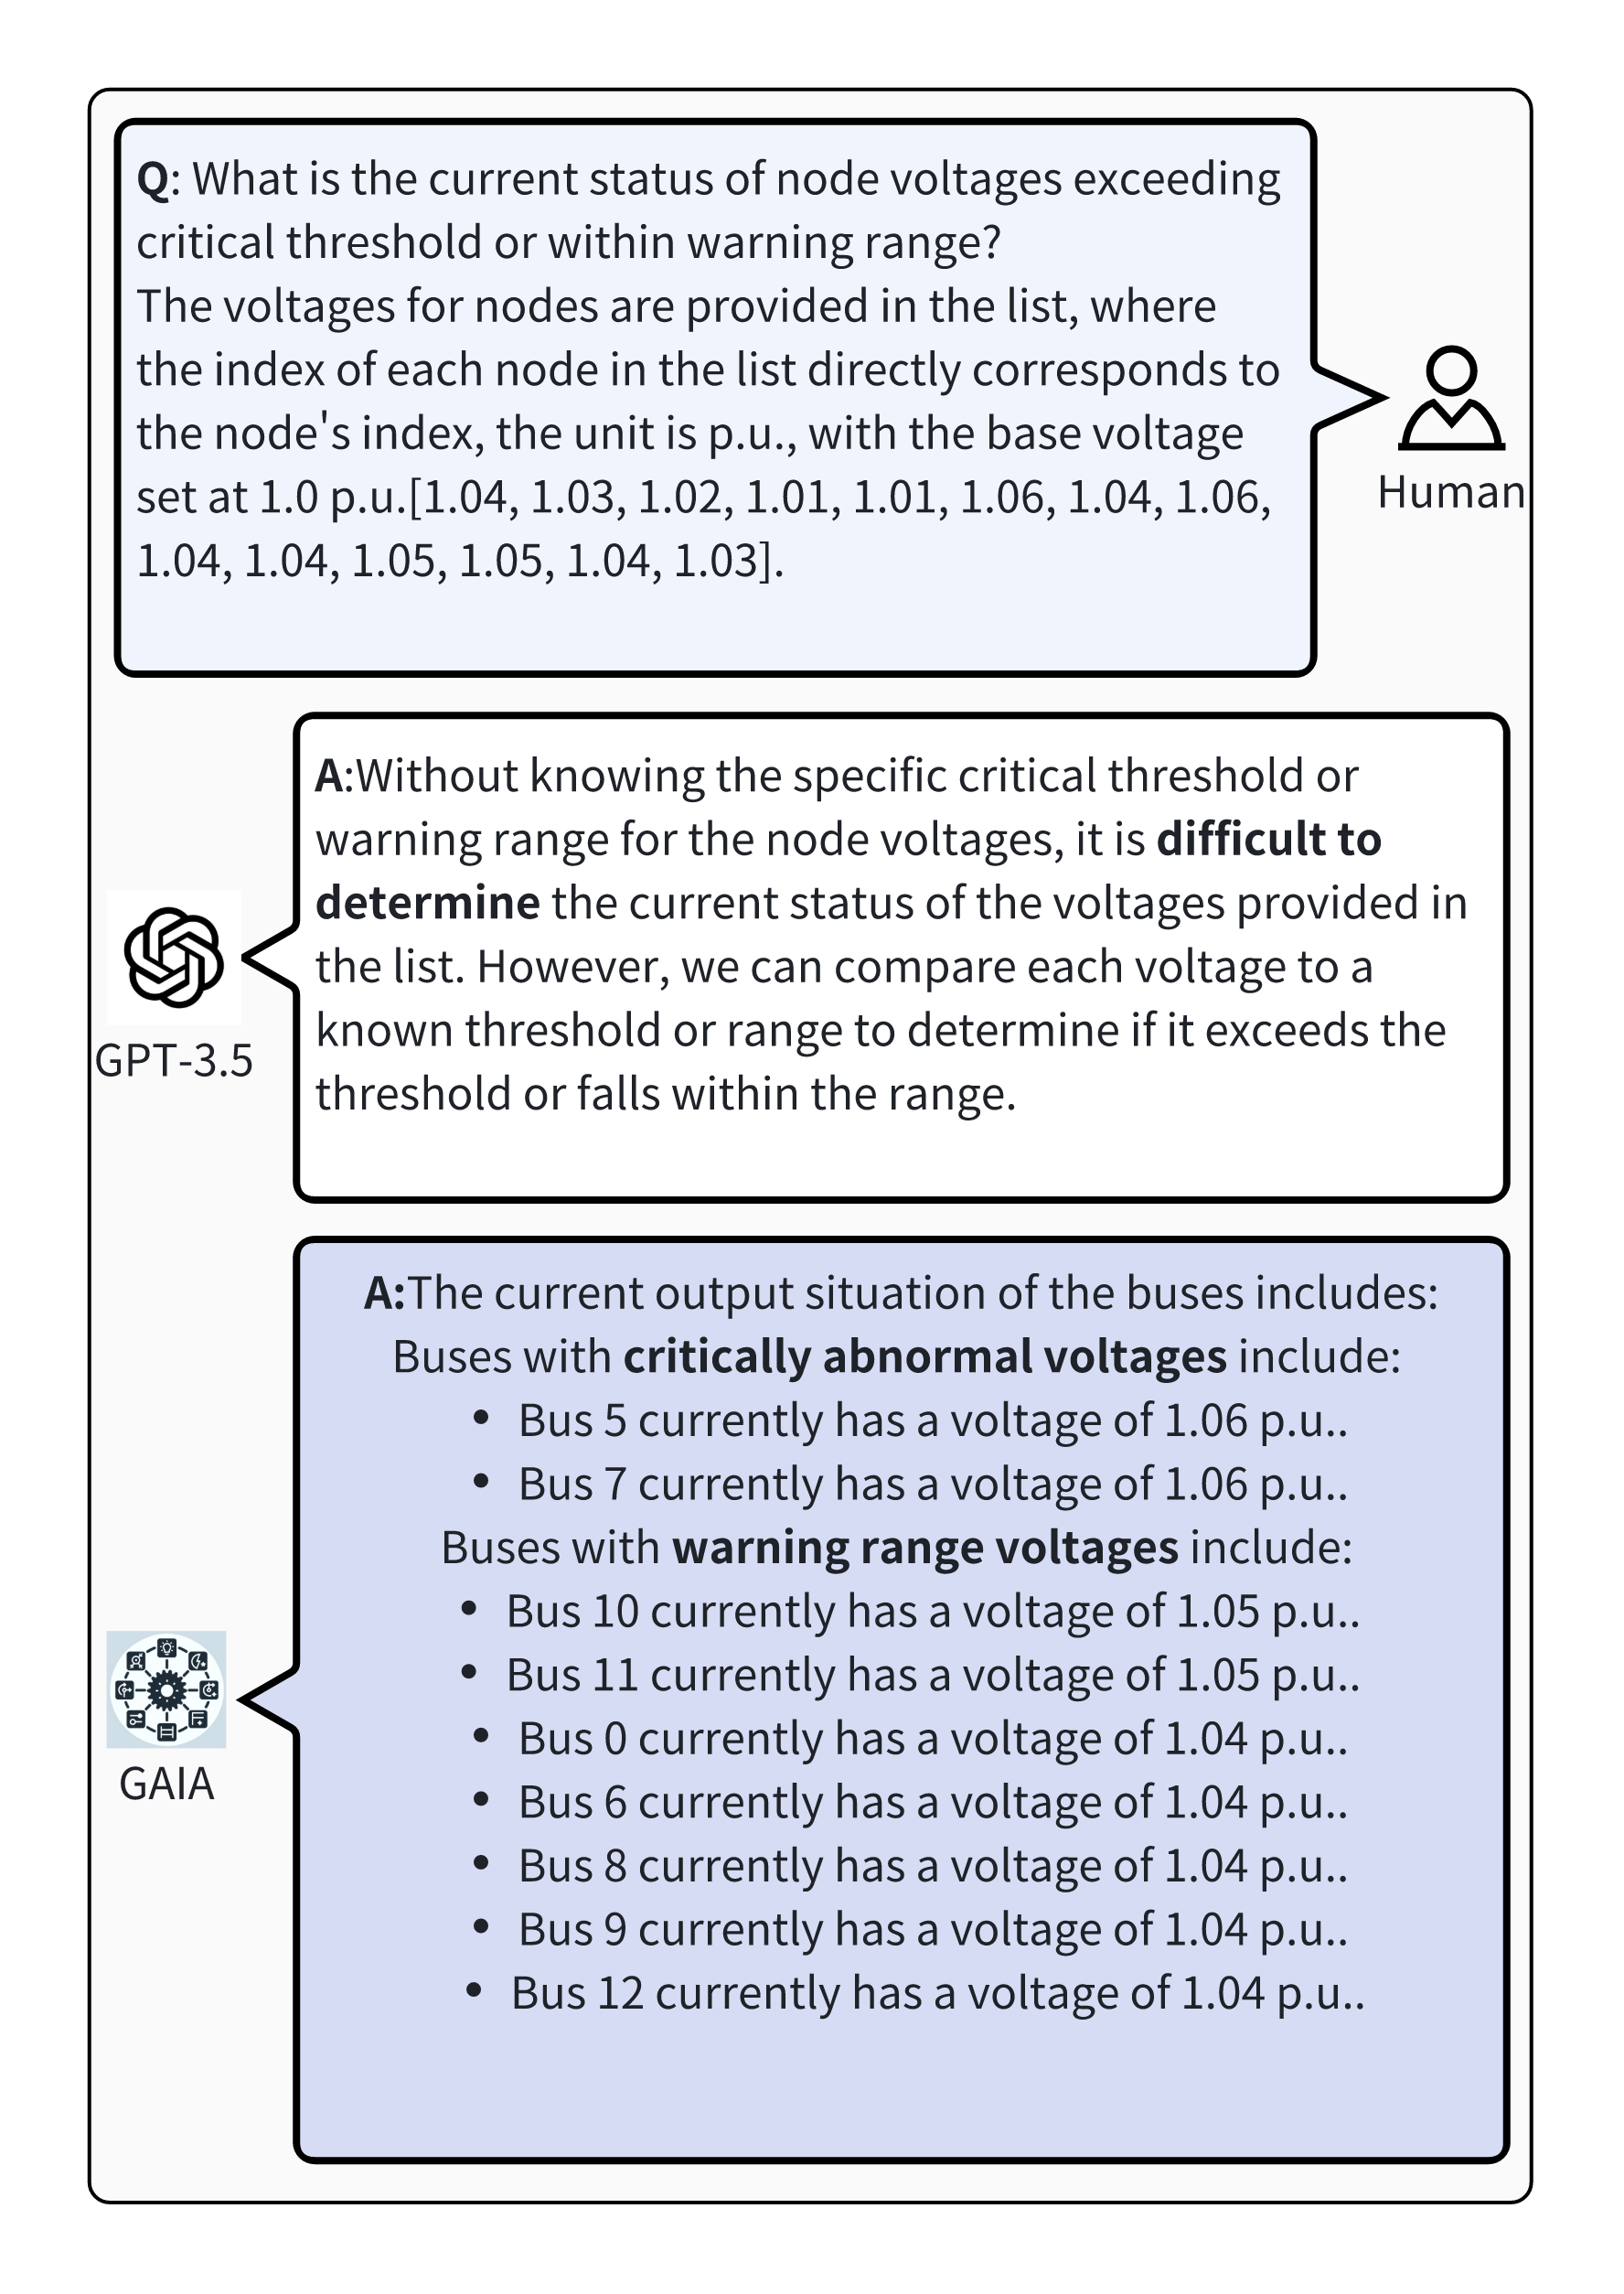 Q: What is the current status of node voltages exceeding
critical threshold or within warning range?
The voltages for nodes are provided in the list, where
the index of each node in the list directly corresponds to
the node's index, the unit is p.u., with the base voltage
set at 1.0 p.u.[1.04, 1.03, 1.02, 1.01, 1.01, 1.06, 1.04, 1.06,
1.04, 1.04, 1.05, 1.05, 1.04, 1.03].
Human
A:Without knowing the specific critical threshold or
warning range for the node voltages, it is difficult to
determine the current status of the voltages provided in
the list. However, we can compare each voltage to a
known threshold or range to determine if it exceeds the
threshold or falls within the range.
GPT-3.5
A:The current output situation of the buses includes:
Buses with critically abnormal voltages include:
• Bus 5 currently has a voltage of 1.06 p.u..
• Bus 7 currently has a voltage of 1.06 p.u..
Buses with warning range voltages include:
• Bus 10 currently has a voltage of 1.05 p.u..
• Bus 11 currently has a voltage of 1.05 p.u..
• Bus 0 currently has a voltage of 1.04 p.u..
• Bus 6 currently has a voltage of 1.04 p.u..
• Bus 8 currently has a voltage of 1.04 p.u..
• Bus 9 currently has a voltage of 1.04 p.u..
• Bus 12 currently has a voltage of 1.04 p.u..
GAIA